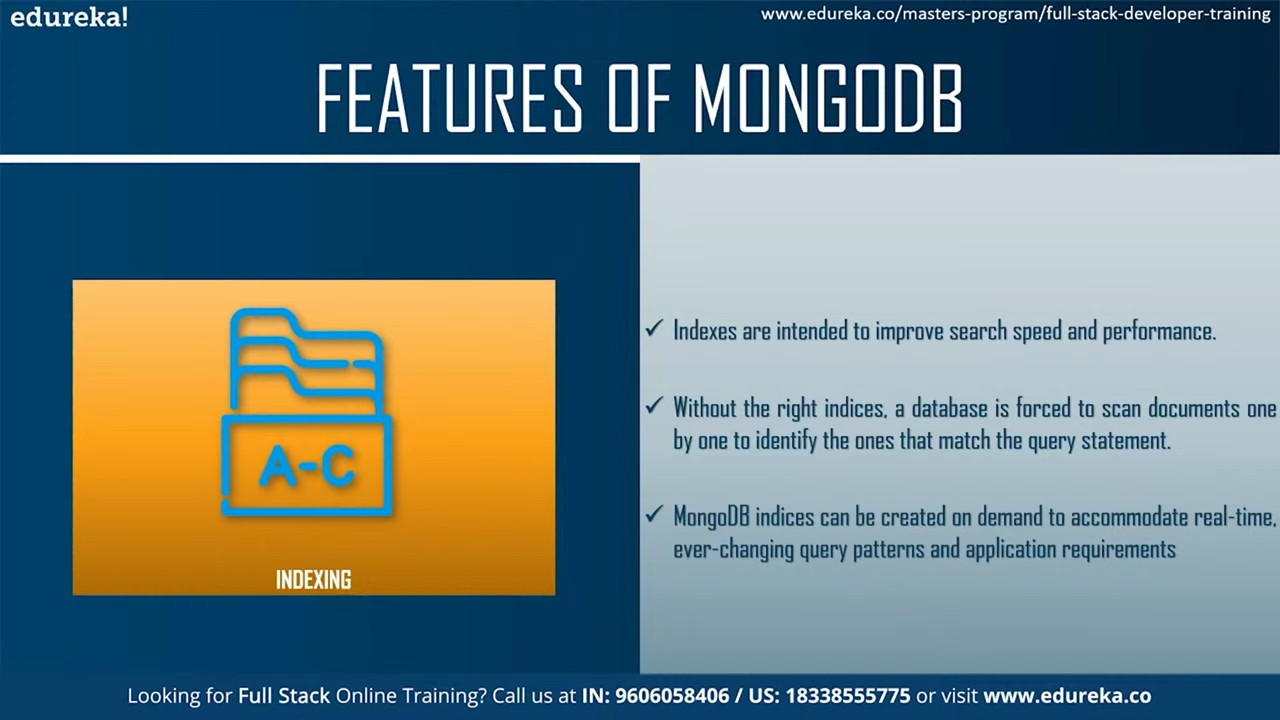 edureka!
www.edureka.co/masters-program/full-stack-developer-training
FEATURES OF MONGODB
A-C
INDEXING
✓ Indexes are intended to improve search speed and performance.
✓ Without the right indices, a database is forced to scan documents one
by one to identify the ones that match the query statement.
✓ MongoDB indices can be created on demand to accommodate real-time,
ever-changing query patterns and application requirements
Looking for Full Stack Online Training? Call us at IN: 9606058406 / US: 18338555775 or visit www.edureka.co